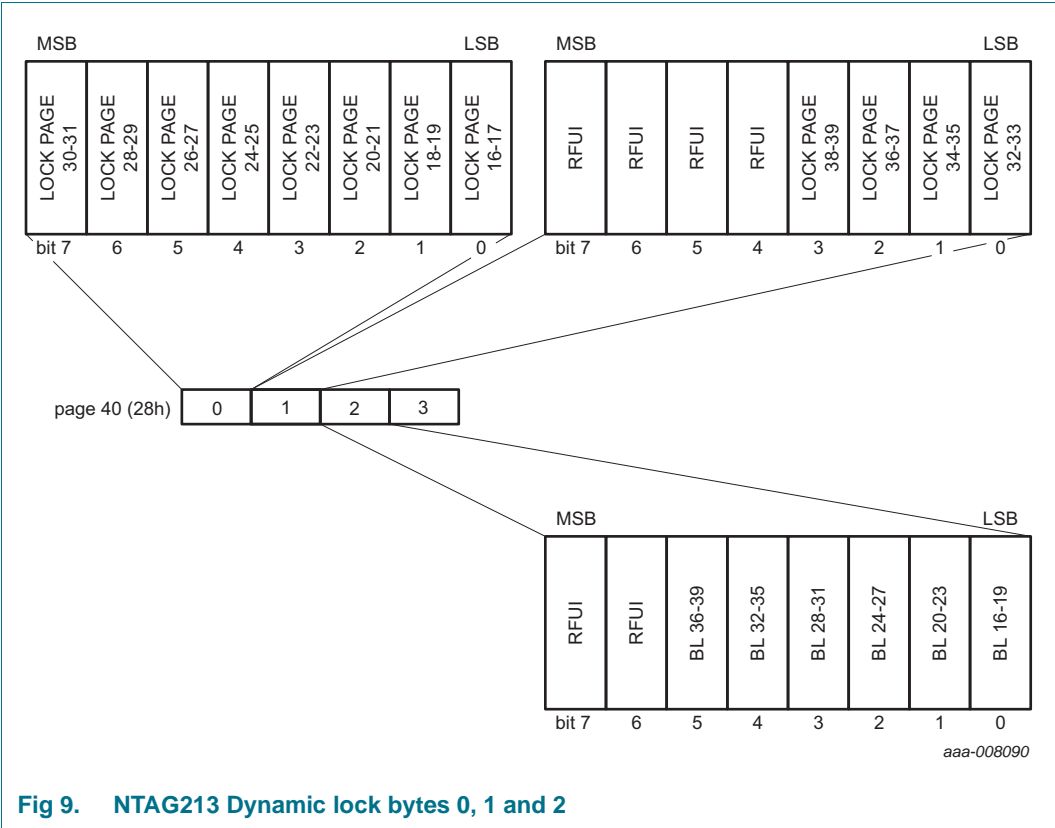 MSB LSB
LOCK PAGE 30-31
LOCK PAGE 28-29
LOCK PAGE 26-27
LOCK PAGE 24-25
LOCK PAGE 22-23
LOCK PAGE 20-21
LOCK PAGE 18-19
LOCK PAGE 16-17
bit 7 6 5 4 3 2 1 0
MSB LSB
RFUI
RFUI
RFUI
RFUI
LOCK PAGE 38-39
LOCK PAGE 36-37
LOCK PAGE 34-35
LOCK PAGE 32-33
bit 7 6 5 4 3 2 1 0
page 40 (28h) 0 1 2 3
MSB LSB
RFUI
RFUI
BL 36-39
BL 32-35
BL 28-31
BL 24-27
BL 20-23
BL 16-19
bit 7 6 5 4 3 2 1 0
aaa-008090
Fig 9. NTAG213 Dynamic lock bytes 0, 1 and 2